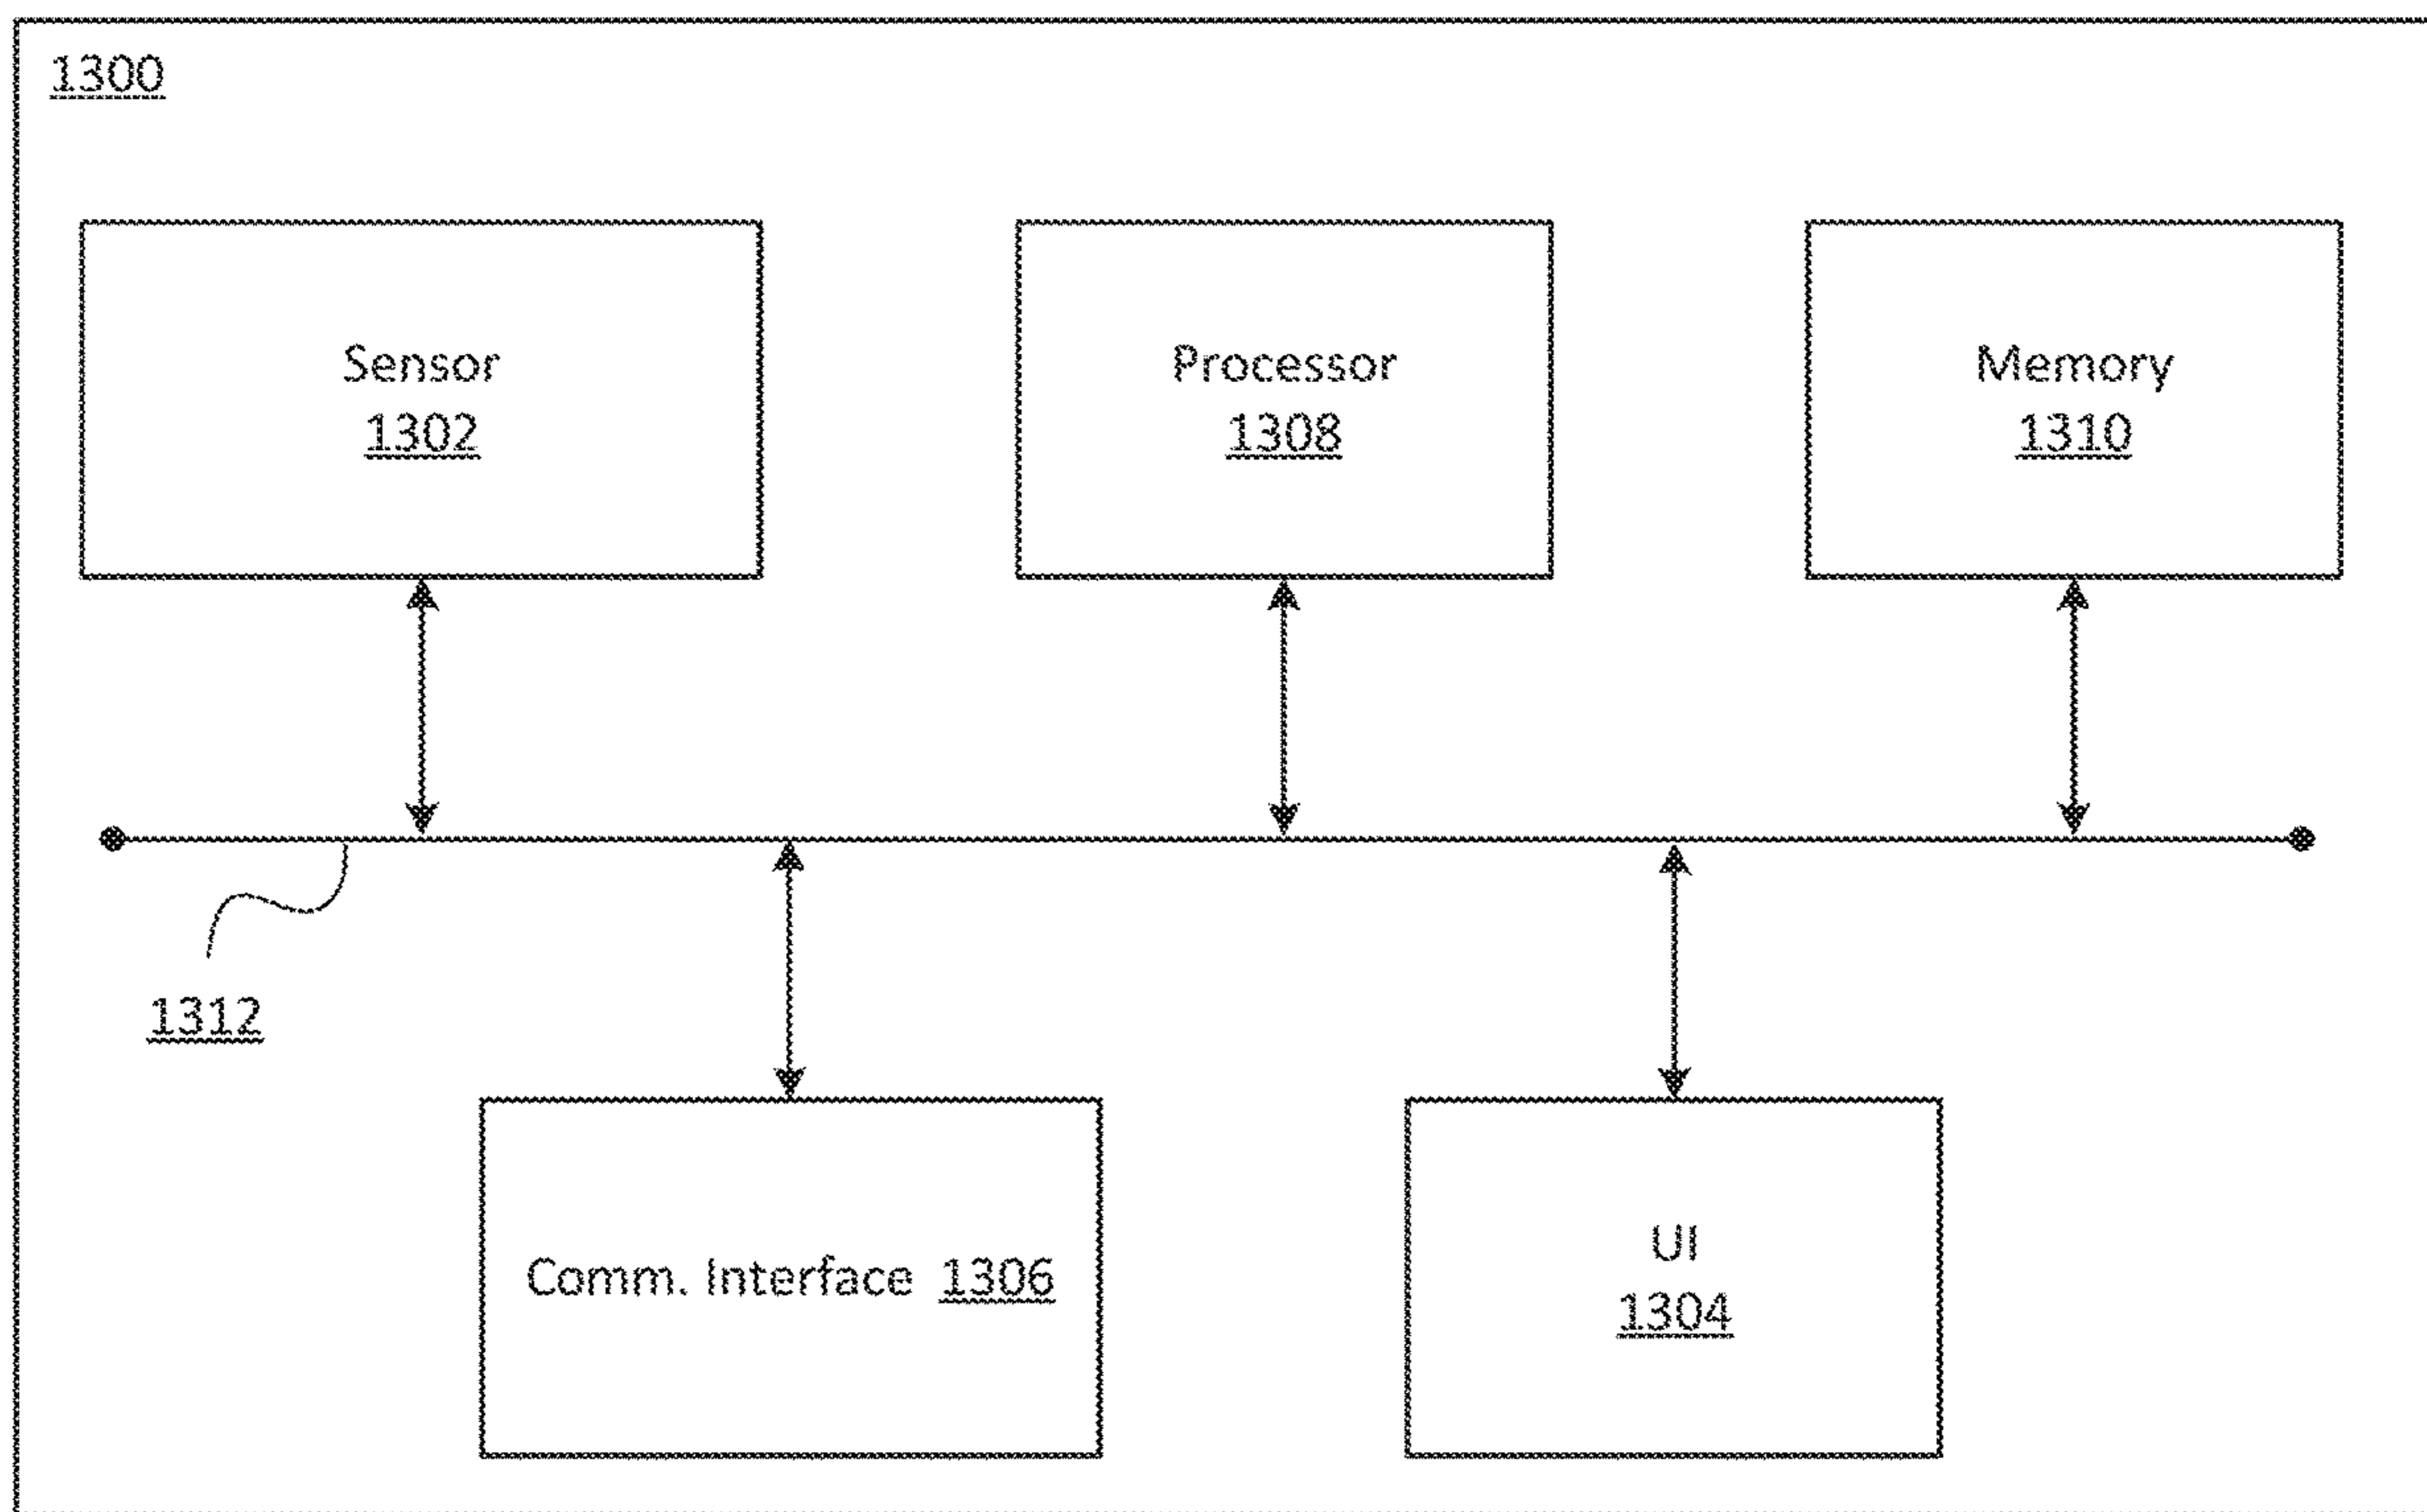 1300
Sensor
1302
Processor
1308
Memory
1310
1312
Comm. Interface 1306
UI
1304